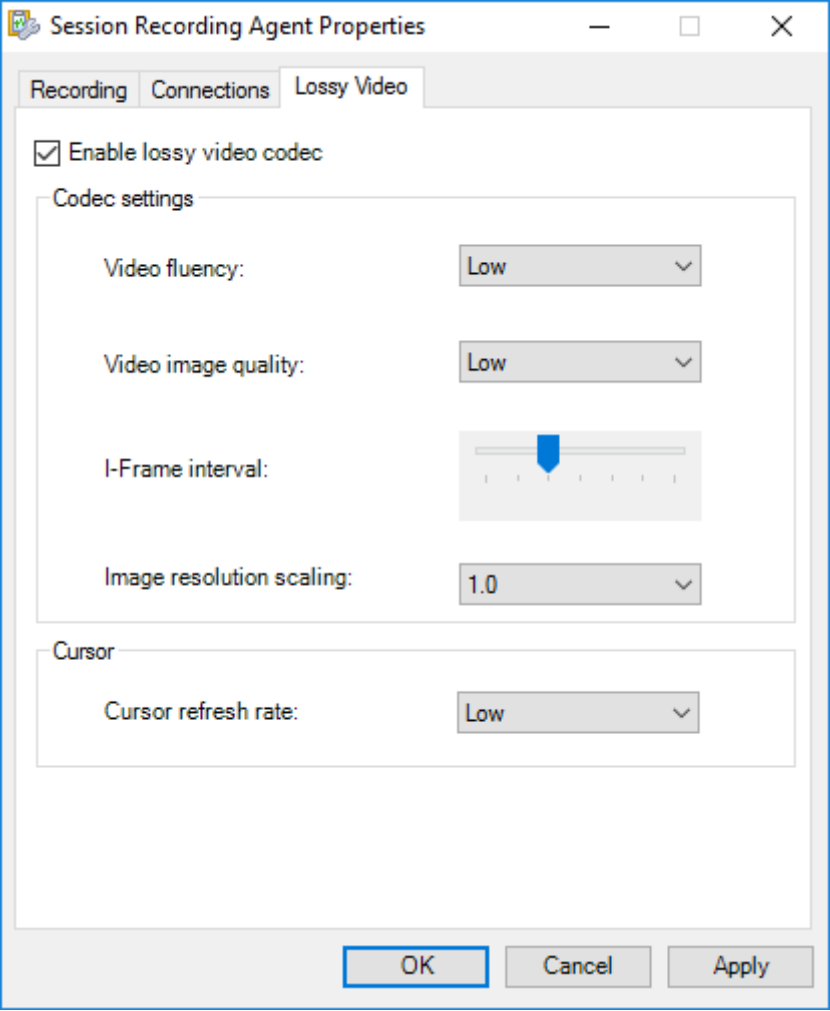 Session Recording Agent Properties
Recording Connections Lossy Video
Enable lossy video codec
Codec settings
Video fluency: Low
Video image quality: Low
I-Frame interval:
Image resolution scaling: 1.0
Cursor
Cursor refresh rate: Low
OK Cancel Apply